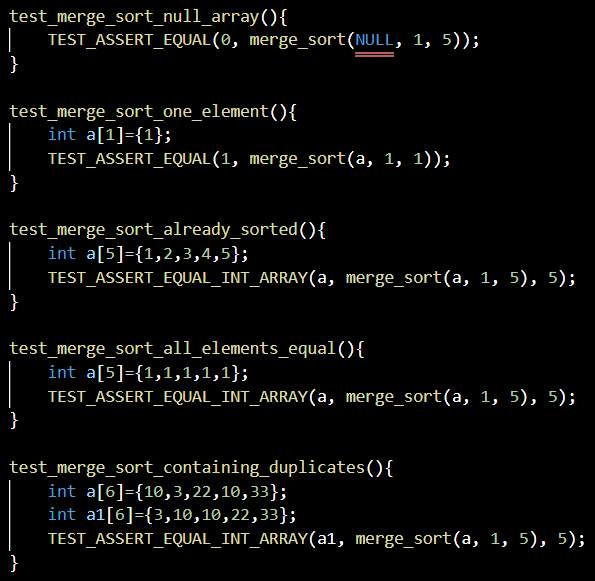 test_merge_sort_null_array(){
    TEST_ASSERT_EQUAL(0, merge_sort(NULL, 1, 5));
}

test_merge_sort_one_element(){
    int a[1]={1};
    TEST_ASSERT_EQUAL(1, merge_sort(a, 1, 1));
}

test_merge_sort_already_sorted(){
    int a[5]={1,2,3,4,5};
    TEST_ASSERT_EQUAL_INT_ARRAY(a, merge_sort(a, 1, 5), 5);
}

test_merge_sort_all_elements_equal(){
    int a[5]={1,1,1,1,1};
    TEST_ASSERT_EQUAL_INT_ARRAY(a, merge_sort(a, 1, 5), 5);
}

test_merge_sort_containing_duplicates(){
    int a[6]={10,3,22,10,33};
    int a1[6]={3,10,10,22,33};
    TEST_ASSERT_EQUAL_INT_ARRAY(a1, merge_sort(a, 1, 5), 5);
}